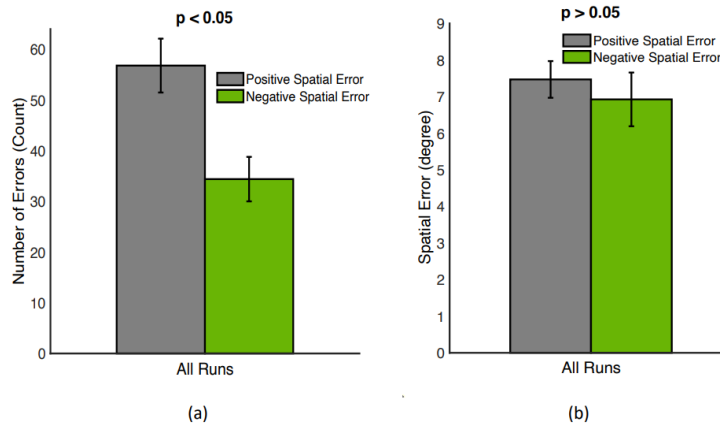 p < 0.05
60
50
40
30
20
10
0
Number of Errors (Count)
Positive Spatial Error
Negative Spatial Error
All Runs
(a)
p > 0.05
9
8
7
6
5
4
3
2
1
0
Spatial Error (degree)
Positive Spatial Error
Negative Spatial Error
All Runs
(b)